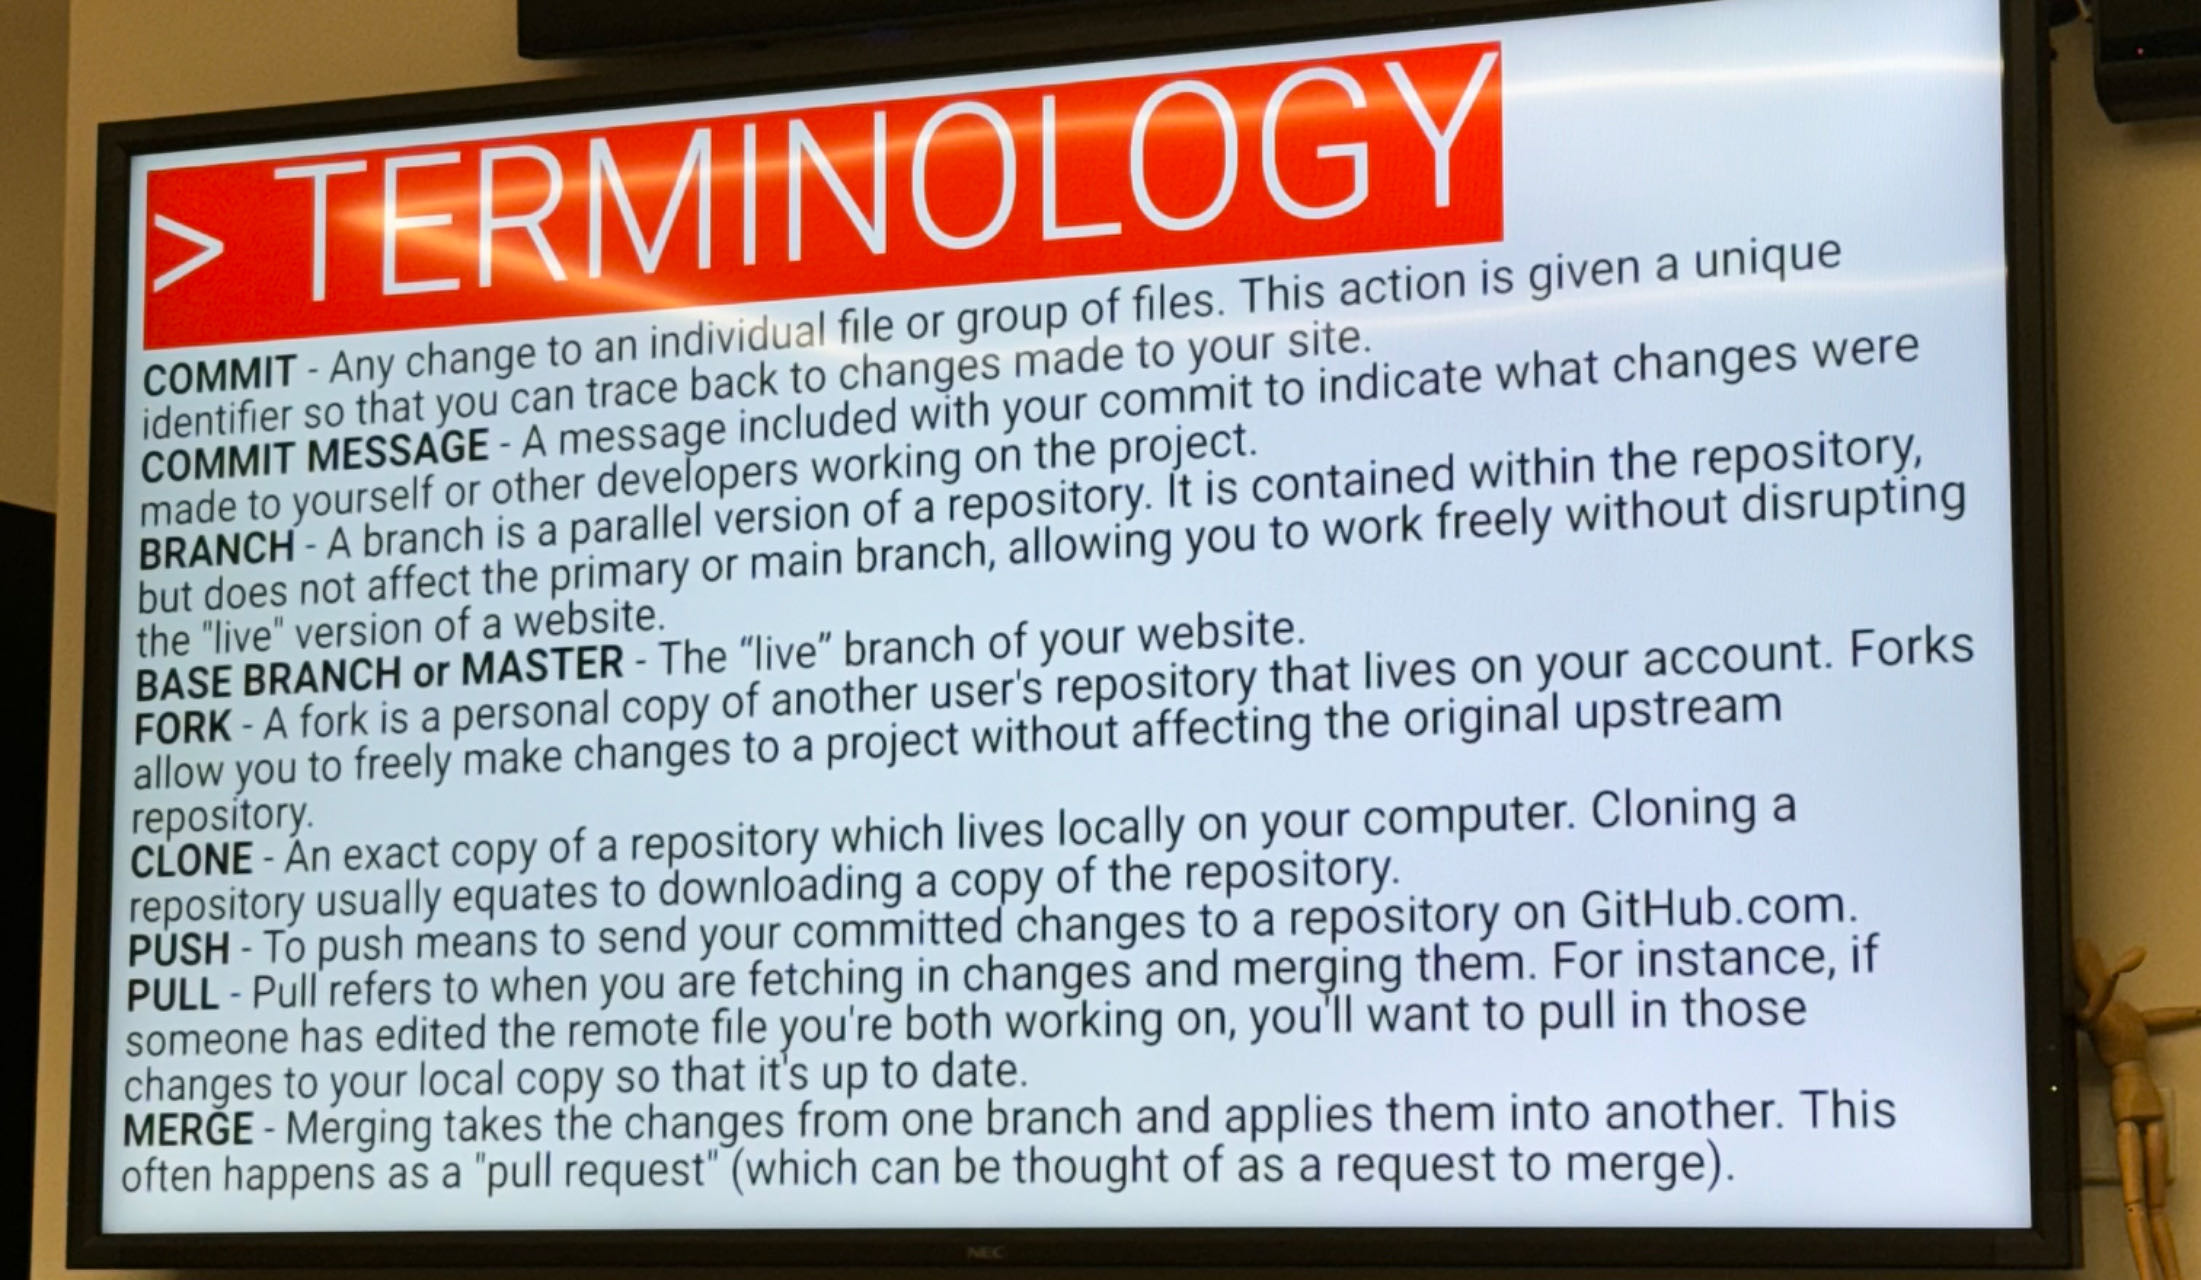 > TERMINOLOGY
COMMIT - Any change to an individual file or group of files. This action is given a unique
identifier so that you can trace back to changes made to your site.
COMMIT MESSAGE - A message included with your commit to indicate what changes were
made to yourself or other developers working on the project.
BRANCH - A branch is a parallel version of a repository. It is contained within the repository,
but does not affect the primary or main branch, allowing you to work freely without disrupting
the "live" version of a website.
BASE BRANCH or MASTER - The “live” branch of your website.
FORK - A fork is a personal copy of another user's repository that lives on your account. Forks
allow you to freely make changes to a project without affecting the original upstream
repository.
CLONE - An exact copy of a repository which lives locally on your computer. Cloning a
repository usually equates to downloading a copy of the repository.
PUSH - To push means to send your committed changes to a repository on GitHub.com.
PULL - Pull refers to when you are fetching in changes and merging them. For instance, if
someone has edited the remote file you're both working on, you'll want to pull in those
changes to your local copy so that it's up to date.
MERGE - Merging takes the changes from one branch and applies them into another. This
often happens as a "pull request" (which can be thought of as a request to merge).
NEC